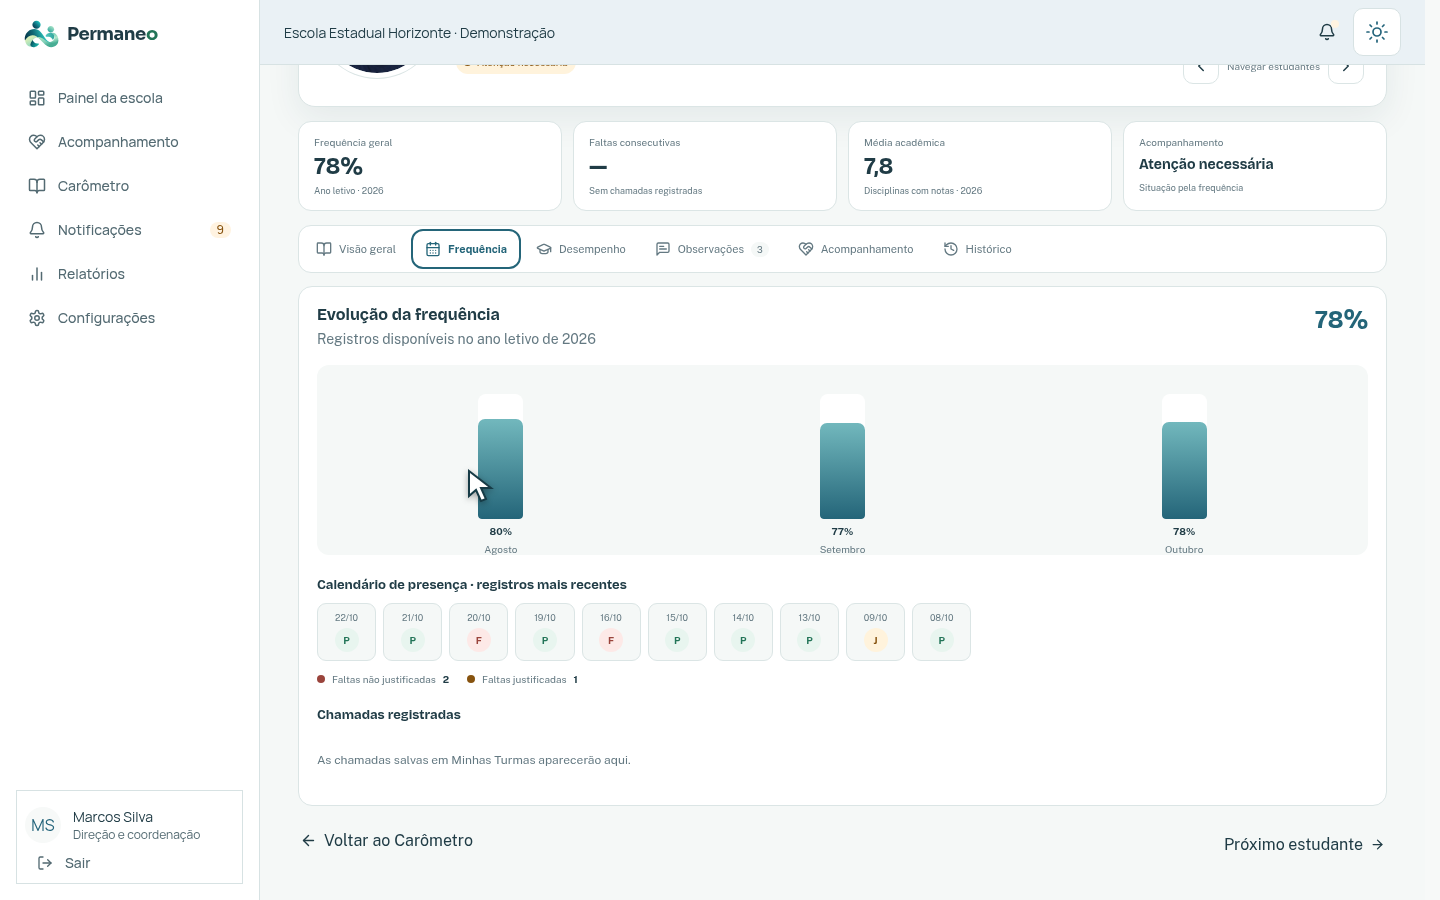 Permaneo
Escola Estadual Horizonte · Demonstração
Painel da escola
Acompanhamento
Carômetro
Notificações 9
Relatórios
Configurações
Atenção necessária
Navegar estudantes
Frequência geral
78%
Ano letivo · 2026
Faltas consecutivas
—
Sem chamadas registradas
Média acadêmica
7,8
Disciplinas com notas · 2026
Acompanhamento
Atenção necessária
Situação pela frequência
Visão geral
Frequência
Desempenho
Observações 3
Acompanhamento
Histórico
Evolução da frequência
78%
Registros disponíveis no ano letivo de 2026
80%
Agosto
77%
Setembro
78%
Outubro
Calendário de presença · registros mais recentes
22/10
P
21/10
P
20/10
F
19/10
P
16/10
F
15/10
P
14/10
P
13/10
P
09/10
J
08/10
P
Faltas não justificadas 2
Faltas justificadas 1
Chamadas registradas
As chamadas salvas em Minhas Turmas aparecerão aqui.
Voltar ao Carômetro
Próximo estudante
MS
Marcos Silva
Direção e coordenação
Sair